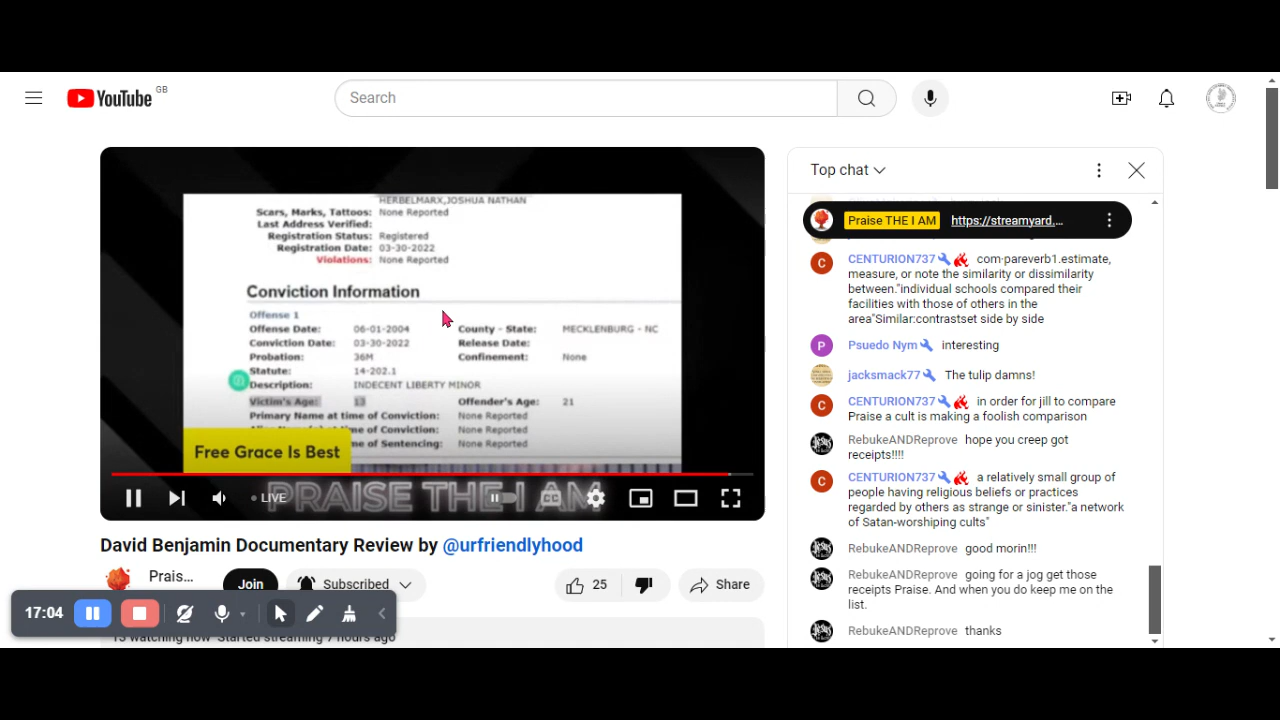 YouTube GB
Search
HERBELMARX,JOSHUA NATHAN
Scars, Marks, Tattoos: None Reported
Last Address Verified:
Registration Status: Registered
Registration Date: 03-30-2022
Violations: None Reported
Conviction Information
Offense 1
Offense Date: 06-01-2004 County - State: MECKLENBURG - NC
Conviction Date: 03-30-2022 Release Date:
Probation: 36M Confinement: None
Statute: 14-202.1
Description: INDECENT LIBERTY MINOR
Victim's Age: 13 Offender's Age: 21
Primary Name at time of Conviction: None Reported
at time of Conviction: None Reported
me of Sentencing: None Reported
Free Grace Is Best
PRAISE THE I AM
LIVE
David Benjamin Documentary Review by @urfriendlyhood
Prais...
Join
Subscribed
25
Share
17:04
13 watching now Started streaming 7 hours ago
Top chat
Praise THE I AM https://streamyard....
C CENTURION737 com·pareverb1.estimate,
measure, or note the similarity or dissimilarity
between."individual schools compared their
facilities with those of others in the
area"Similar:contrastset side by side
P Psuedo Nym interesting
jacksmack77 The tulip damns!
C CENTURION737 in order for jill to compare
Praise a cult is making a foolish comparison
RebukeANDReprove hope you creep got
receipts!!!!
C CENTURION737 a relatively small group of
people having religious beliefs or practices
regarded by others as strange or sinister."a network
of Satan-worshiping cults"
RebukeANDReprove good morin!!!
RebukeANDReprove going for a jog get those
receipts Praise. And when you do keep me on the
list.
RebukeANDReprove thanks